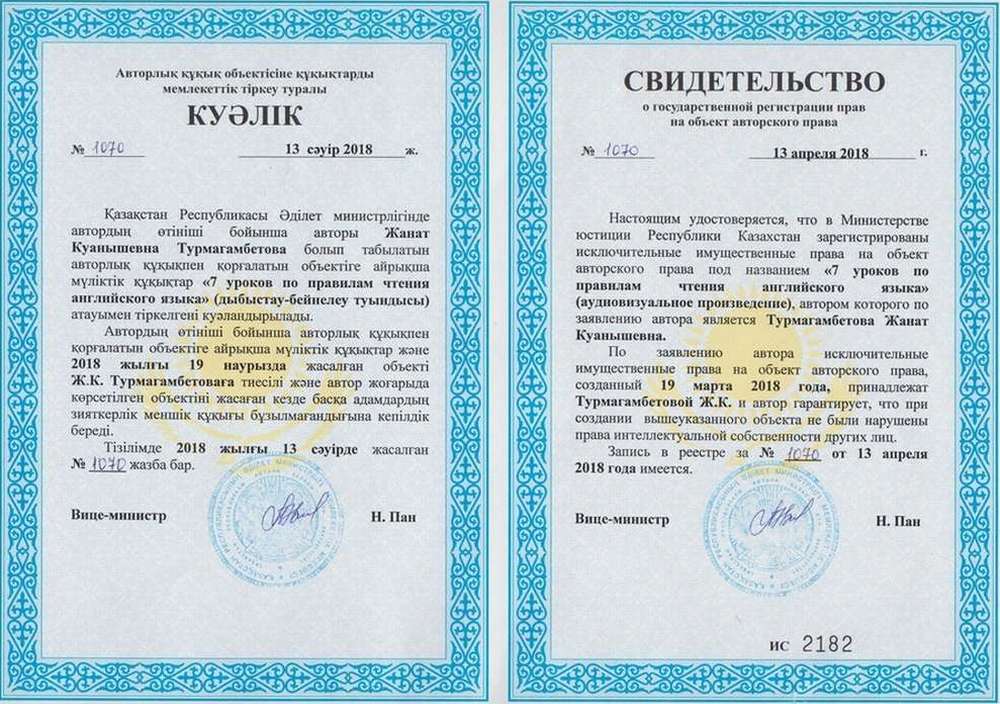 Авторлық құқық объектісіне құқықтарды
мемлекеттік тіркеу туралы
КУӘЛІК
№ 1070 13 сәуір 2018 ж.
Қазақстан Республикасы Әділет министрлігінде
автордың өтініші бойынша авторы Жанат
Куанышевна Турмагамбетова болып табылатын
авторлық құқықпен қорғалатын объектіге айрықша
мүліктік құқықтар «7 уроков по правилам чтения
английского языка» (дыбыстау-бейнелеу туындысы)
атауымен тіркелгені куәландырылады.
Автордың өтініші бойынша авторлық құқықпен
қорғалатын объектіге айрықша мүліктік құқықтар және
2018 жылғы 19 наурызда жасалған объекті
Ж.К. Турмагамбетоваға тиесілі және автор жоғарыда
көрсетілген объектіні жасаған кезде басқа адамдардың
зияткерлік меншік құқығы бұзылмағандығына кепілдік
береді.
Тізілімде 2018 жылғы 13 сәуірде жасалған
№ 1070 жазба бар.
Вице-министр Н. Пан
СВИДЕТЕЛЬСТВО
о государственной регистрации прав
на объект авторского права
№ 1070 13 апреля 2018 г.
Настоящим удостоверяется, что в Министерстве
юстиции Республики Казахстан зарегистрированы
исключительные имущественные права на объект
авторского права под названием «7 уроков по
правилам чтения английского языка»
(аудиовизуальное произведение), автором которого по
заявлению автора является Турмагамбетова Жанат
Куанышевна.
По заявлению автора исключительные
имущественные права на объект авторского права,
созданный 19 марта 2018 года, принадлежат
Турмагамбетовой Ж.К. и автор гарантирует, что при
создании вышеуказанного объекта не были нарушены
права интеллектуальной собственности других лиц.
Запись в реестре за № 1070 от 13 апреля
2018 года имеется.
Вице-министр Н. Пан
ИС 2182